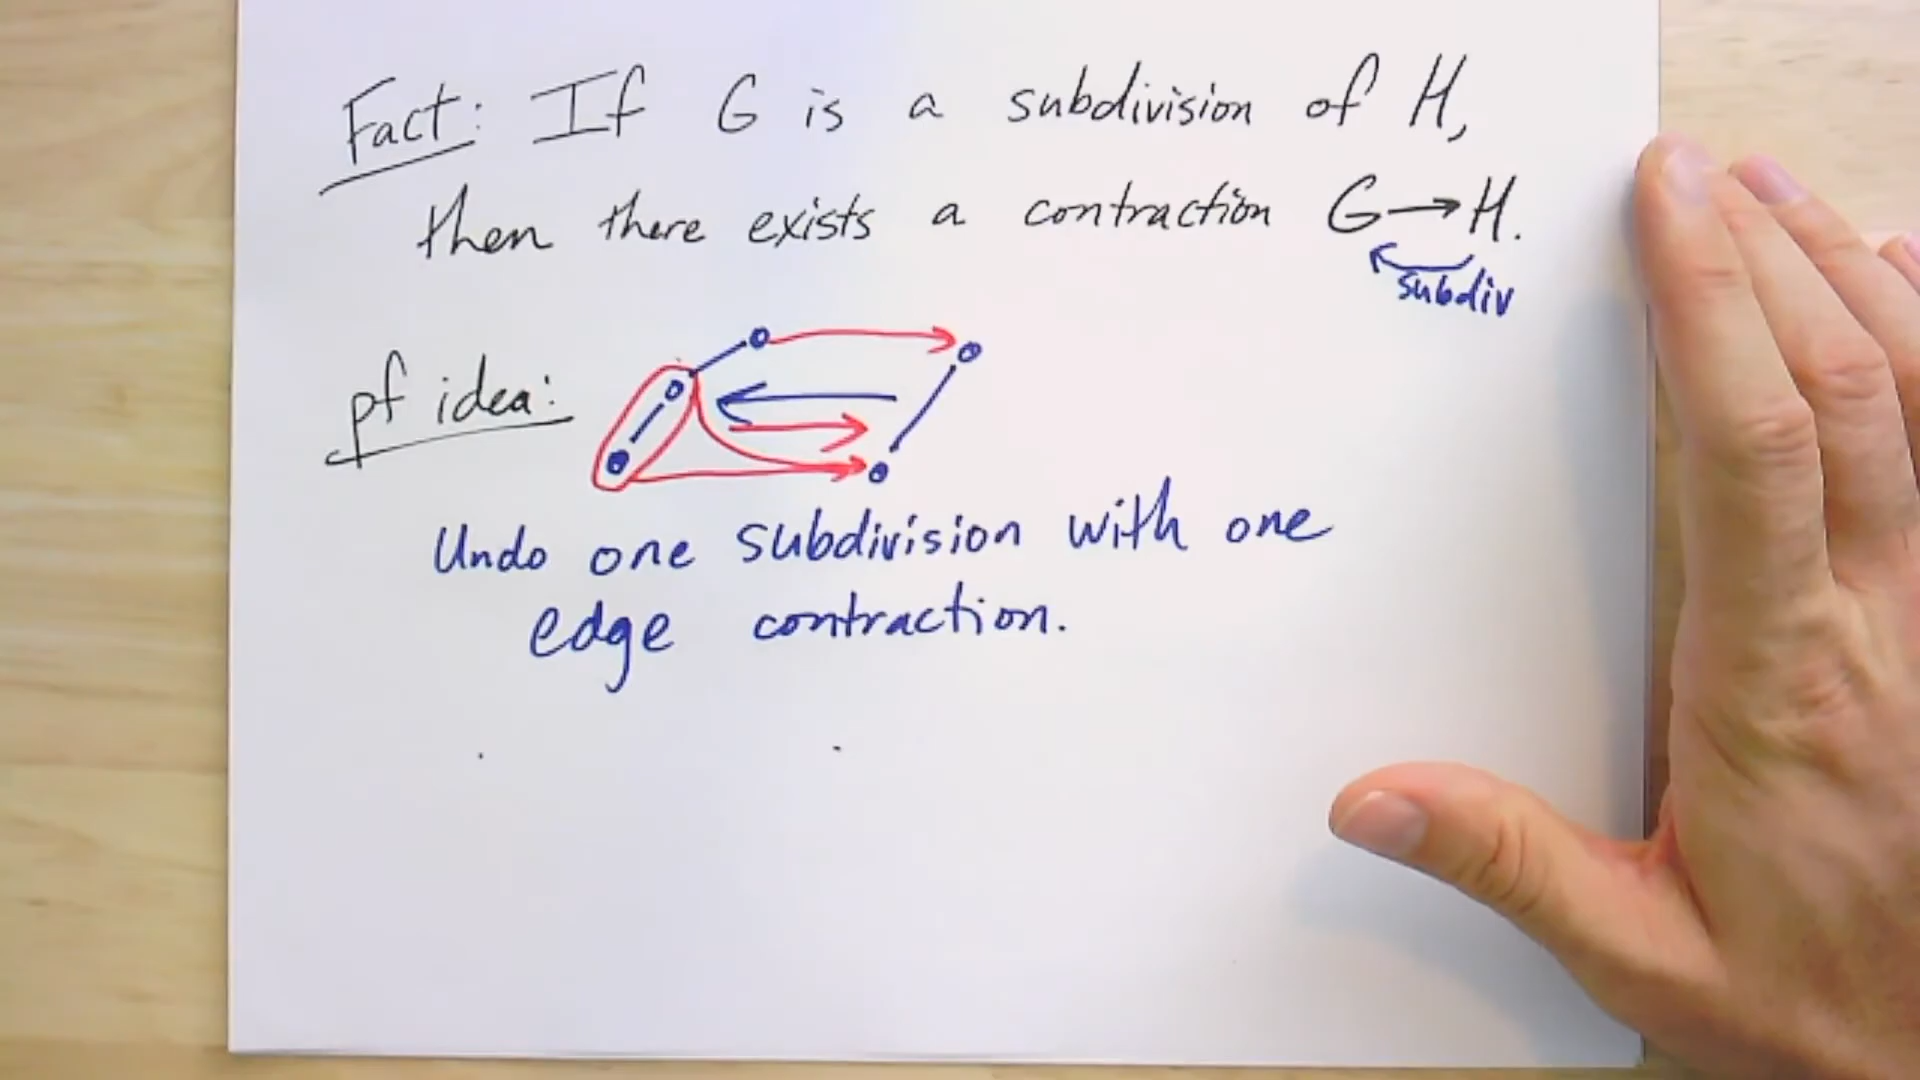 Fact: If G is a subdivision of H,
then there exists a contraction G→H.
subdiv
pf idea:
Undo one subdivision with one
edge contraction.